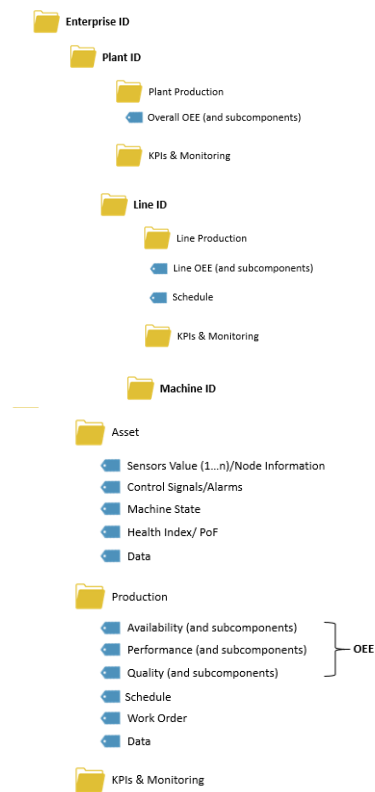 Enterprise ID
Plant ID
Plant Production
Overall OEE (and subcomponents)
KPIs & Monitoring
Line ID
Line Production
Line OEE (and subcomponents)
Schedule
KPIs & Monitoring
Machine ID
Asset
Sensors Value (1...n)/Node Information
Control Signals/Alarms
Machine State
Health Index/ PoF
Data
Production
Availability (and subcomponents)
Performance (and subcomponents)
OEE
Quality (and subcomponents)
Schedule
Work Order
Data
KPIs & Monitoring